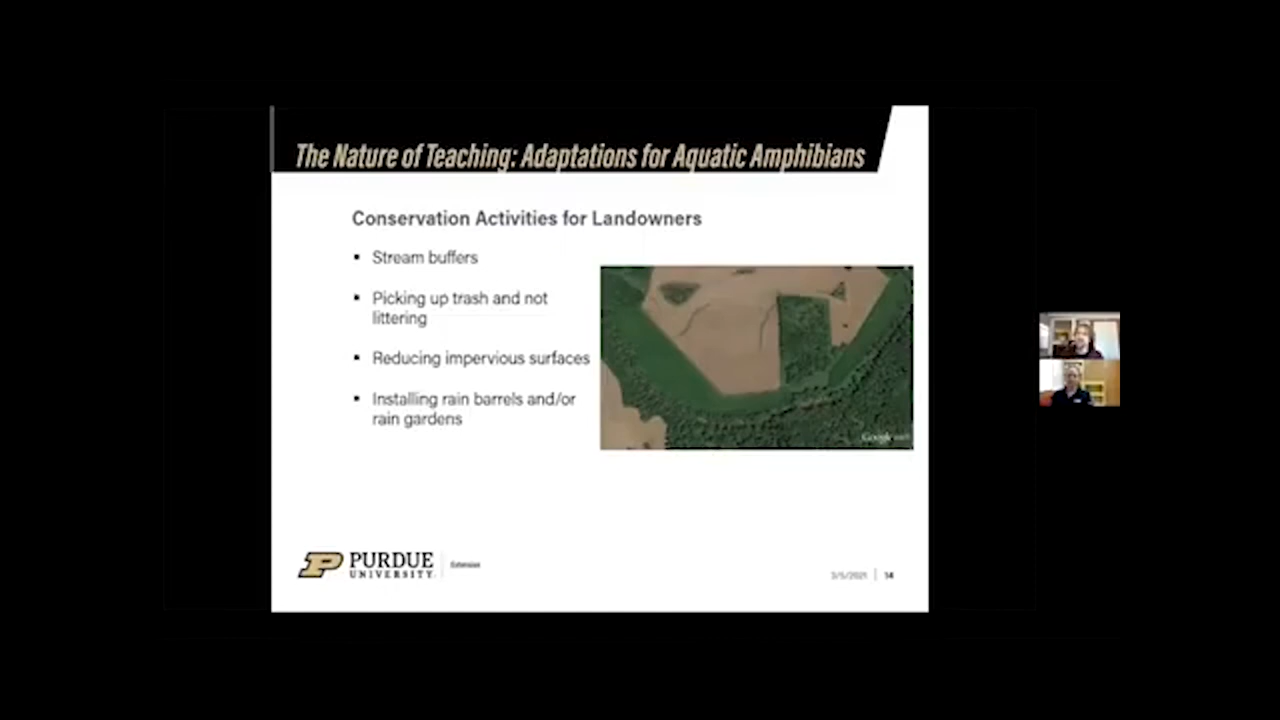 The Nature of Teaching: Adaptations for Aquatic Amphibians
Conservation Activities for Landowners
▪ Stream buffers
▪ Picking up trash and not
littering
▪ Reducing impervious surfaces
▪ Installing rain barrels and/or
rain gardens
Google
PURDUE
UNIVERSITY
Extension
3/5/2021 | 14